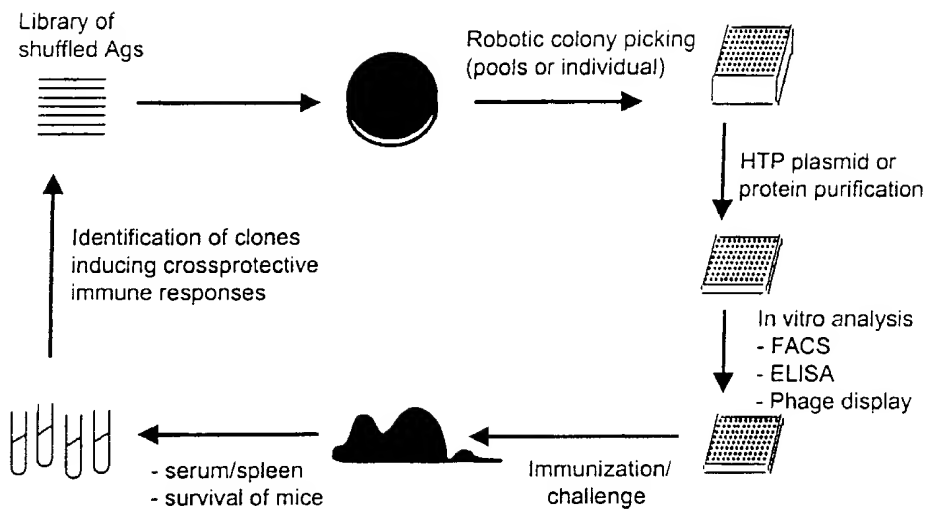 Library of
shuffled Ags
Robotic colony picking
(pools or individual)
HTP plasmid or
protein purification
Identification of clones
inducing crossprotective
immune responses
In vitro analysis
- FACS
- ELISA
- Phage display
- serum/spleen
- survival of mice
Immunization/
challenge